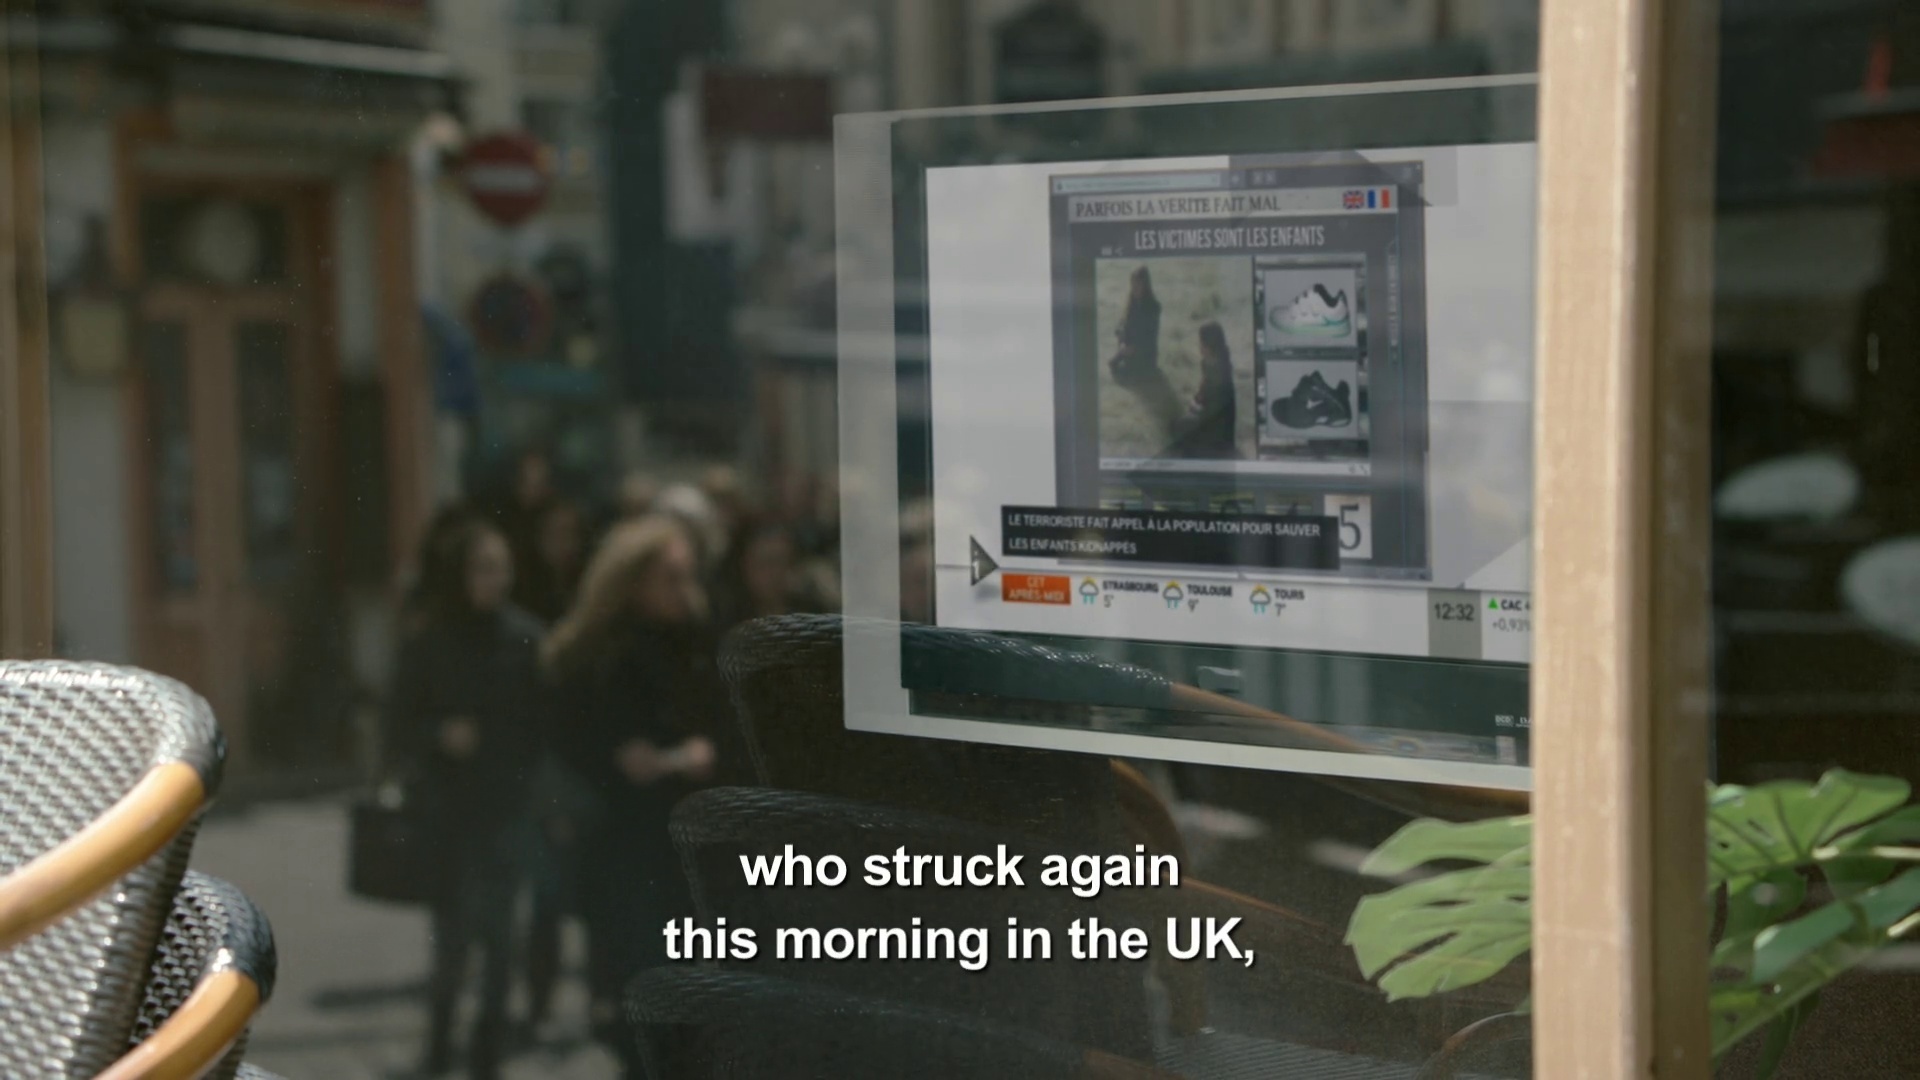 PARFOIS LA VERITE FAIT MAL
LES VICTIMES SONT LES ENFANTS
5
LE TERRORISTE FAIT APPEL À LA POPULATION POUR SAUVER
LES ENFANTS KIDNAPPÉS
CET
APRÈS-MIDI
STRASBOURG
5°
TOULOUSE
9°
TOURS
7°
12:32
CAC
+0,93%
who struck again
this morning in the UK,